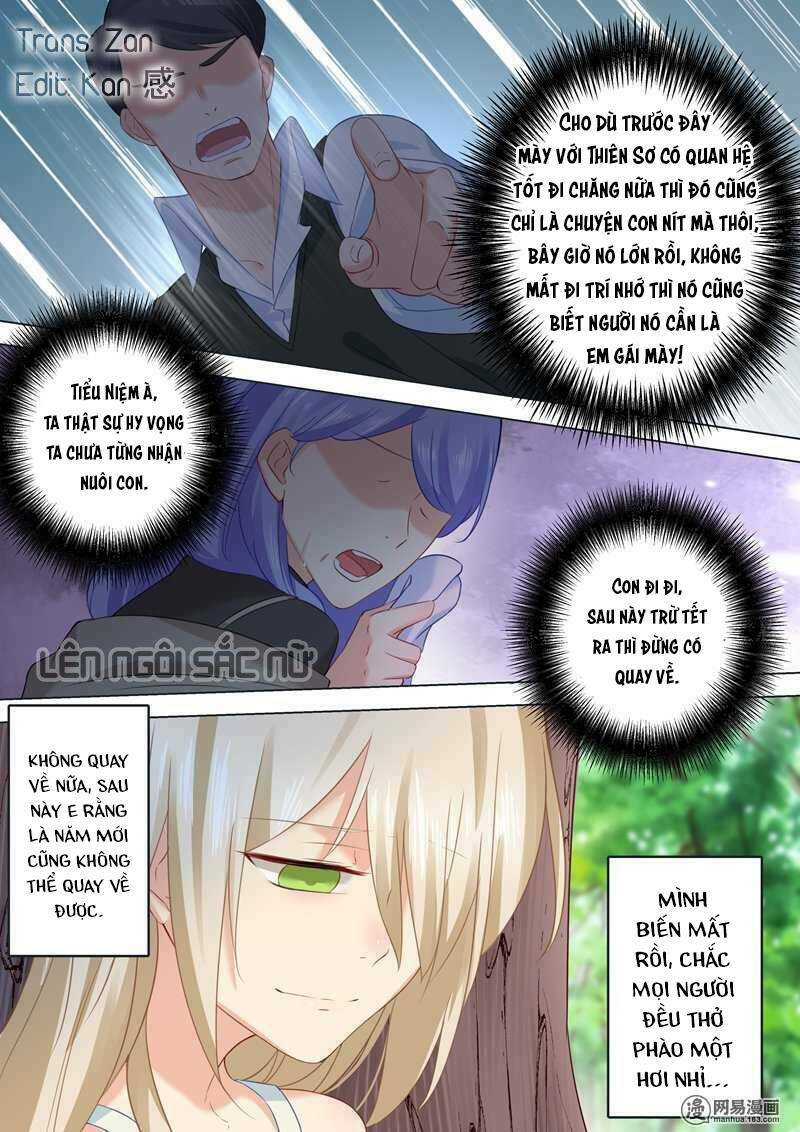 Trans: Zan
Edit: Kan 感
CHO DÙ TRƯỚC ĐÂY
MÀY VỚI THIÊN SƠ CÓ QUAN HỆ
TỐT ĐI CHĂNG NỮA THÌ ĐÓ CŨNG
CHỈ LÀ CHUYỆN CON NÍT MÀ THÔI,
BÂY GIỜ NÓ LỚN RỒI, KHÔNG
MẤT ĐI TRÍ NHỚ THÌ NÓ CŨNG
BIẾT NGƯỜI NÓ CẦN LÀ
EM GÁI MÀY!
TIỂU NIỆM À,
TA THẬT SỰ HY VỌNG
TA CHƯA TỪNG NHẬN
NUÔI CON.
CON ĐI ĐI,
SAU NÀY TRỪ TẾT
RA THÌ ĐỪNG CÓ
QUAY VỀ.
LÊN NGÔI SẮC NỮ
KHÔNG QUAY
VỀ NỮA, SAU
NÀY E RẰNG
LÀ NĂM MỚI
CŨNG KHÔNG
THỂ QUAY VỀ
ĐƯỢC.
MÌNH
BIẾN MẤT
RỒI, CHẮC
MỌI NGƯỜI
ĐỀU THỞ
PHÀO MỘT
HƠI NHỈ...
漫 网易漫画
manhua.163.com